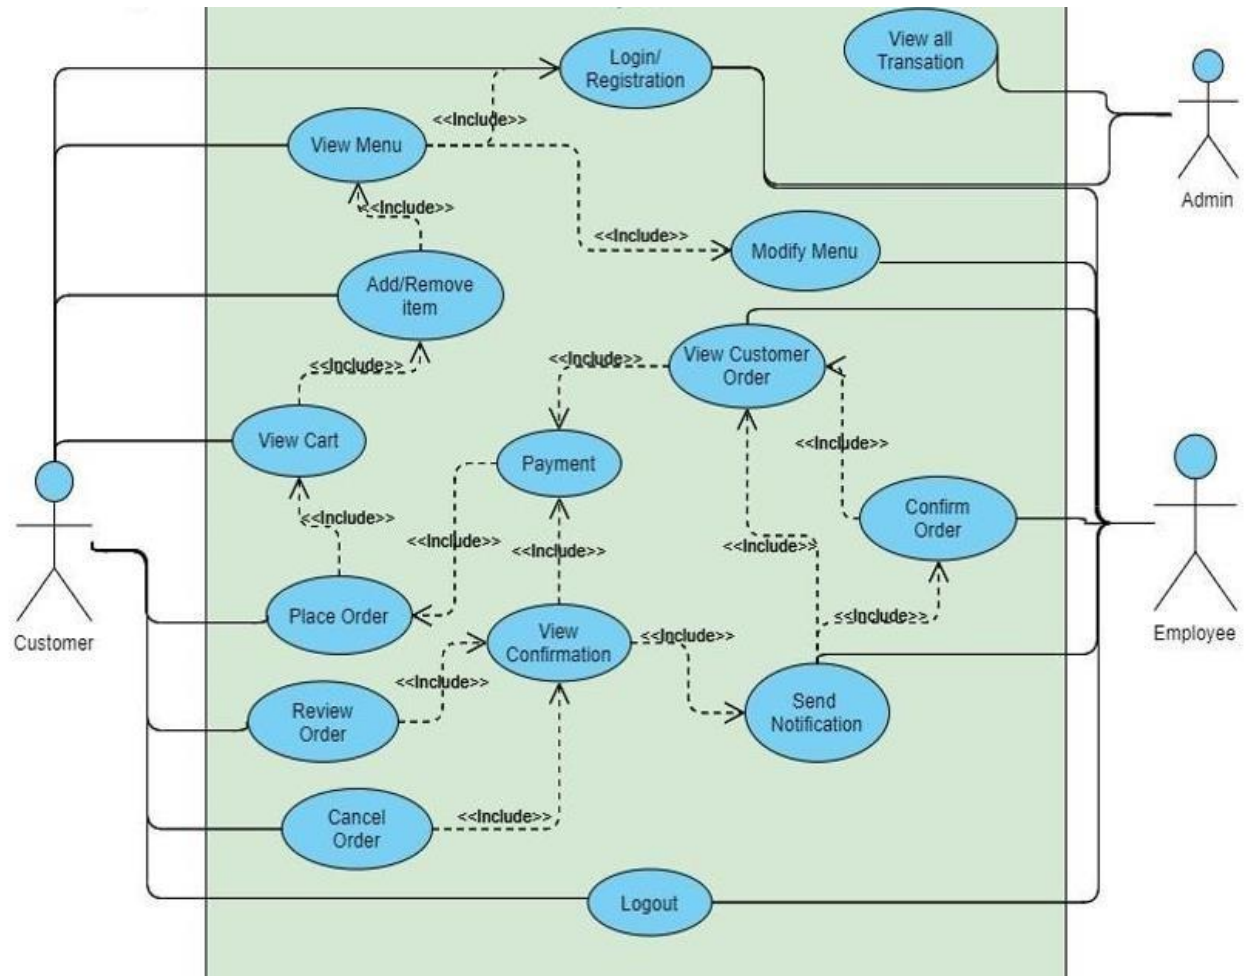 Login/
Registration
View all
Transation
<<Include>>
View Menu
Admin
<<Include>>
<<Include>>
Modify Menu
Add/Remove
item
<<Include>>
<<Include>>
View Customer
Order
View Cart
Payment
<<Include>>
Confirm
Order
<<Include>>
<<Include>>
<<Include>>
<<Include>>
Place Order
<<Include>>
Customer
View
Confirmation
<<Include>>
Employee
<<Include>>
Review
Order
Send
Notification
Cancel
Order
<<Include>>
Logout